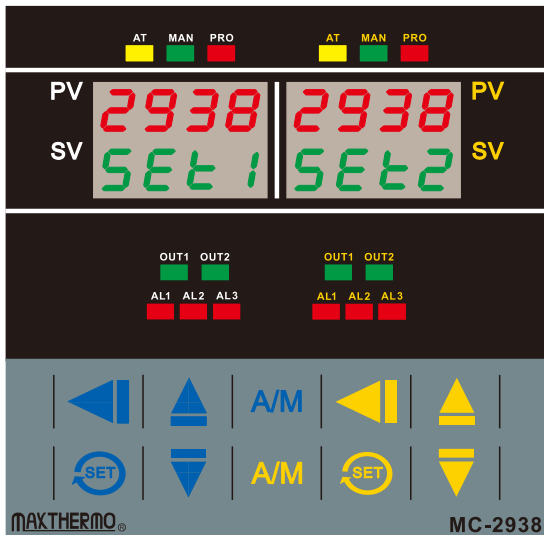 AT MAN PRO AT MAN PRO
PV 2938 2938 PV
SV SEt1 SEt2 SV
OUT1 OUT2 OUT1 OUT2
AL1 AL2 AL3 AL1 AL2 AL3
A/M
SET A/M SET
MAXTHERMO® MC-2938